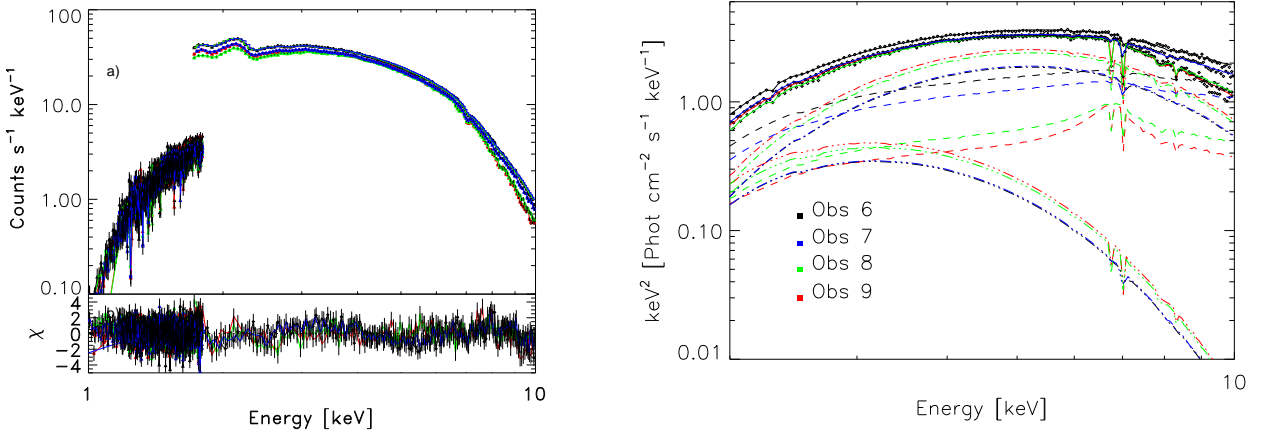 a)
Counts s⁻¹ keV⁻¹
100.0
10.0
1.00
0.10
χ
4
2
0
−2
−4
1
10
Energy [keV]
keV² [Phot cm⁻² s⁻¹ keV⁻¹]
1.00
0.10
0.01
Obs 6
Obs 7
Obs 8
Obs 9
10
Energy [keV]